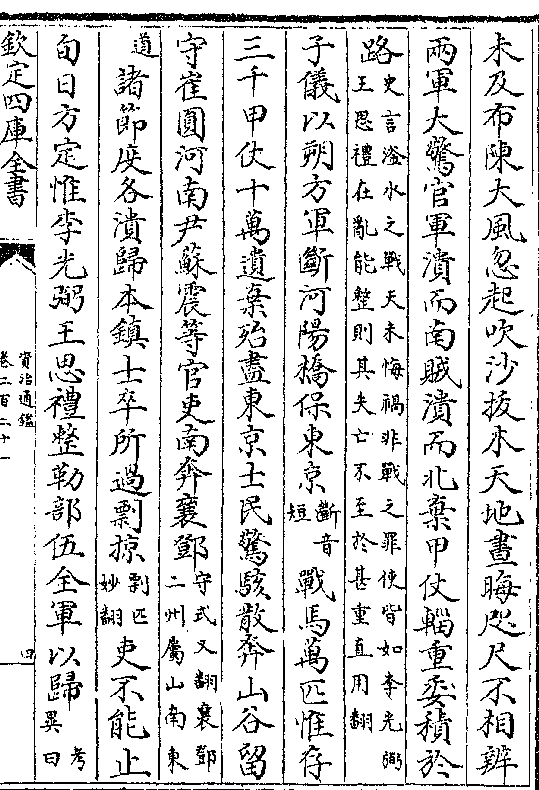 未及布陳大風忽起吹沙拔木天地晝晦咫尺不相辨
兩軍大驚官軍潰而南賊潰而北棄甲仗輜重委積於
路史言滏水之戰天未悔禍非戰之罪使皆如李光弼
王思禮在亂能整則其失亡不至於甚重直用翻
子儀以朔方軍斷河陽橋保東京斷音
短戰馬萬匹惟存
三千甲仗十萬遺棄殆盡東京士民驚駭散奔山谷留
守崔圓河南尹蘇震等官吏南奔襄鄧守式又翻襄鄧
二州屬山南東
道諸節度各潰歸本鎮士卒所過剽掠剽匹
妙翻吏不能止
旬日方定惟李光弼王思禮整勒部伍全軍以歸考
異曰
欽定四庫全書
資治通鑑
卷二百二十一
四